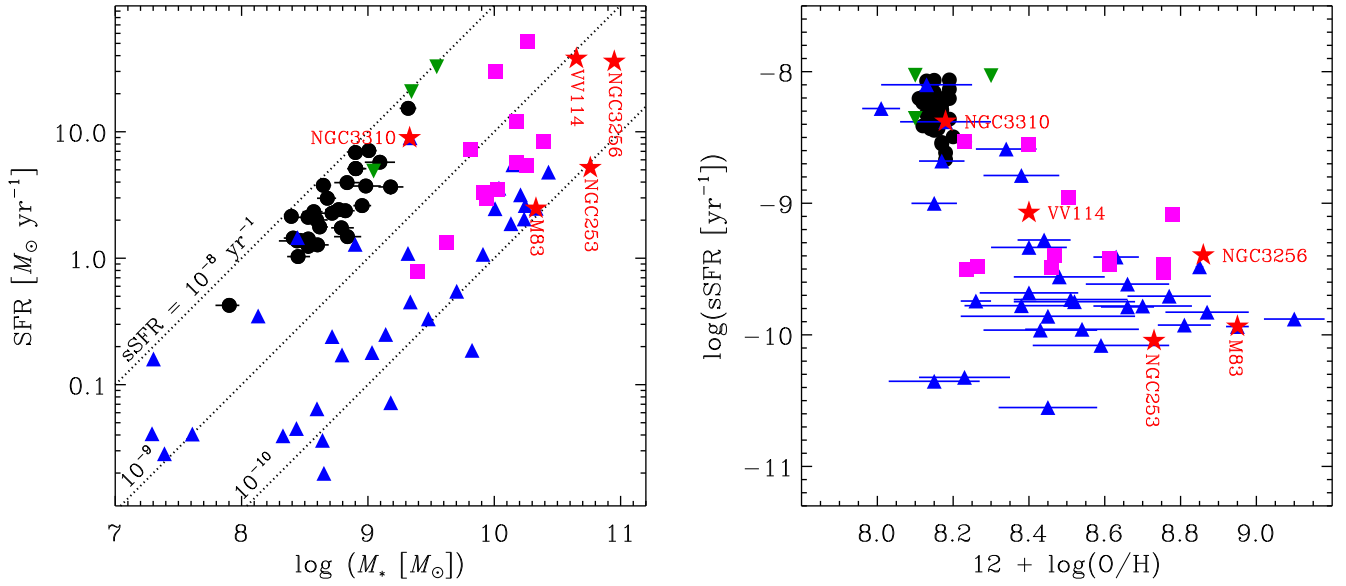 10.0
1.0
0.1
7
8
9
10
11
SFR [M⊙ yr⁻¹]
log (M* [M⊙])
sSFR = 10⁻⁸ yr⁻¹
10⁻⁹
10⁻¹⁰
NGC3310
VV114
NGC3256
NGC253
M83
-8
-9
-10
-11
8.0
8.2
8.4
8.6
8.8
9.0
log(sSFR [yr⁻¹])
12 + log(O/H)
NGC3310
VV114
NGC3256
NGC253
M83